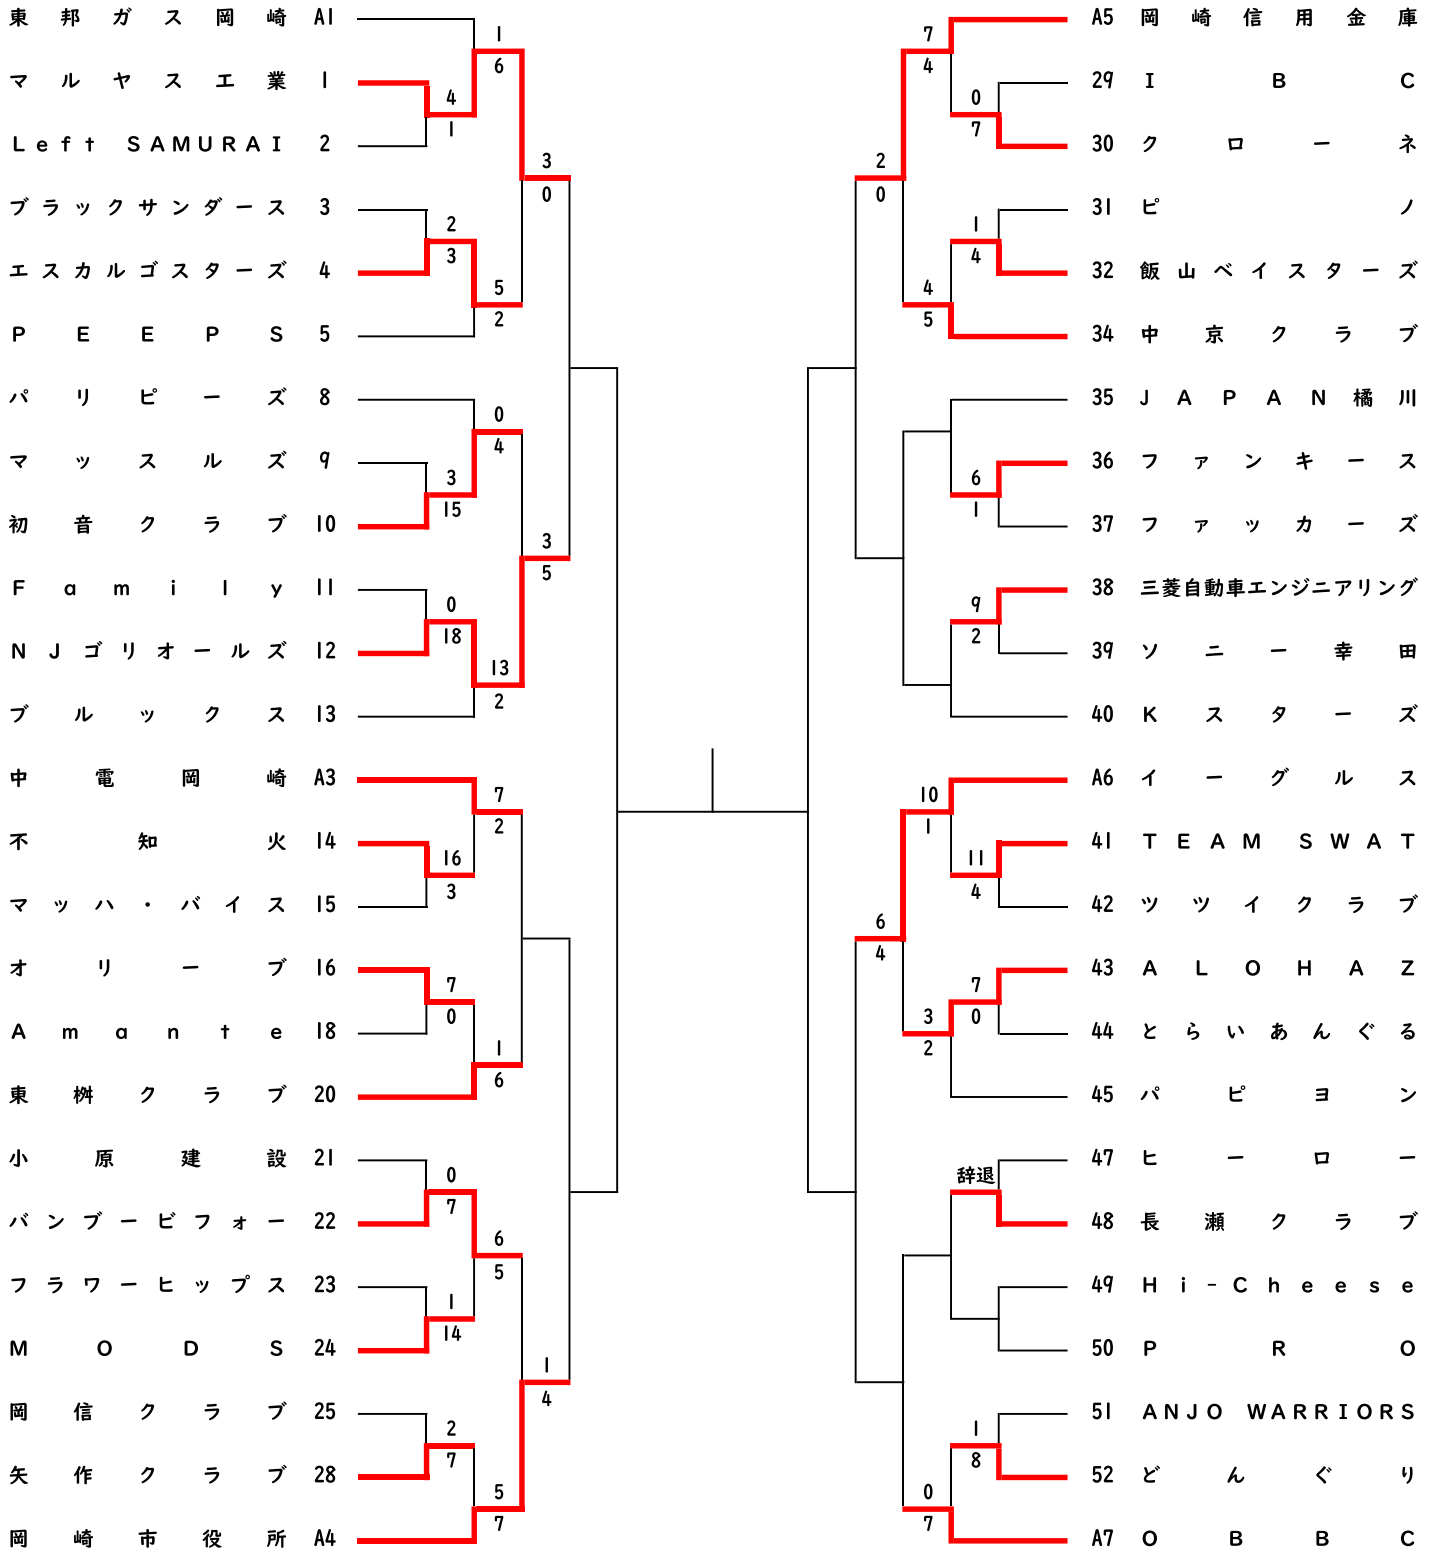 東邦ガス岡崎 A1
マルヤス工業 1
Left SAMURAI 2
ブラックサンダース 3
エスカルゴスターズ 4
PEEPS 5
パリピーズ 8
マッスルズ 9
初音クラブ 10
Family 11
NJゴリオールズ 12
ブルックス 13
中電岡崎 A3
不知火 14
マッハ・バイス 15
オリーブ 16
Amante 18
東桝クラブ 20
小原建設 21
バンブービフォー 22
フラワーヒップス 23
MODS 24
岡信クラブ 25
矢作クラブ 28
岡崎市役所 A4
1
6
4
1
3
0
2
3
5
2
0
4
3
15
3
5
0
18
13
2
7
2
16
3
7
0
1
6
0
7
6
5
1
14
1
4
2
7
5
7
7
4
0
7
2
0
1
4
4
5
6
1
9
2
10
1
11
4
6
4
7
0
3
2
辞退
1
8
0
7
A5 岡崎信用金庫
29 IBC
30 クローネ
31 ピノ
32 飯山ベイスターズ
34 中京クラブ
35 JAPAN橘川
36 ファンキース
37 ファッカーズ
38 三菱自動車エンジニアリング
39 ソニー幸田
40 Kスターズ
A6 イーグルス
41 TEAM SWAT
42 ツツイクラブ
43 ALOHAZ
44 とらいあんぐる
45 パピヨン
47 ヒーロー
48 長瀬クラブ
49 Hi-Cheese
50 PRO
51 ANJO WARRIORS
52 どんぐり
A7 OBBC